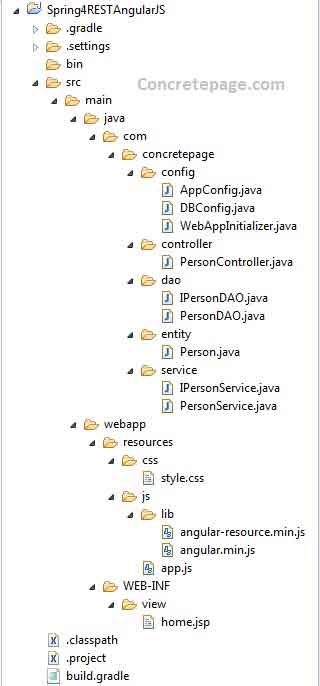 Spring4RESTAngularJS
.gradle
.settings
bin
src
Concretepage.com
main
java
com
concretepage
config
AppConfig.java
DBConfig.java
WebAppInitializer.java
controller
PersonController.java
dao
IPersonDAO.java
PersonDAO.java
entity
Person.java
service
IPersonService.java
PersonService.java
webapp
resources
css
style.css
js
lib
angular-resource.min.js
angular.min.js
app.js
WEB-INF
view
home.jsp
.classpath
.project
build.gradle